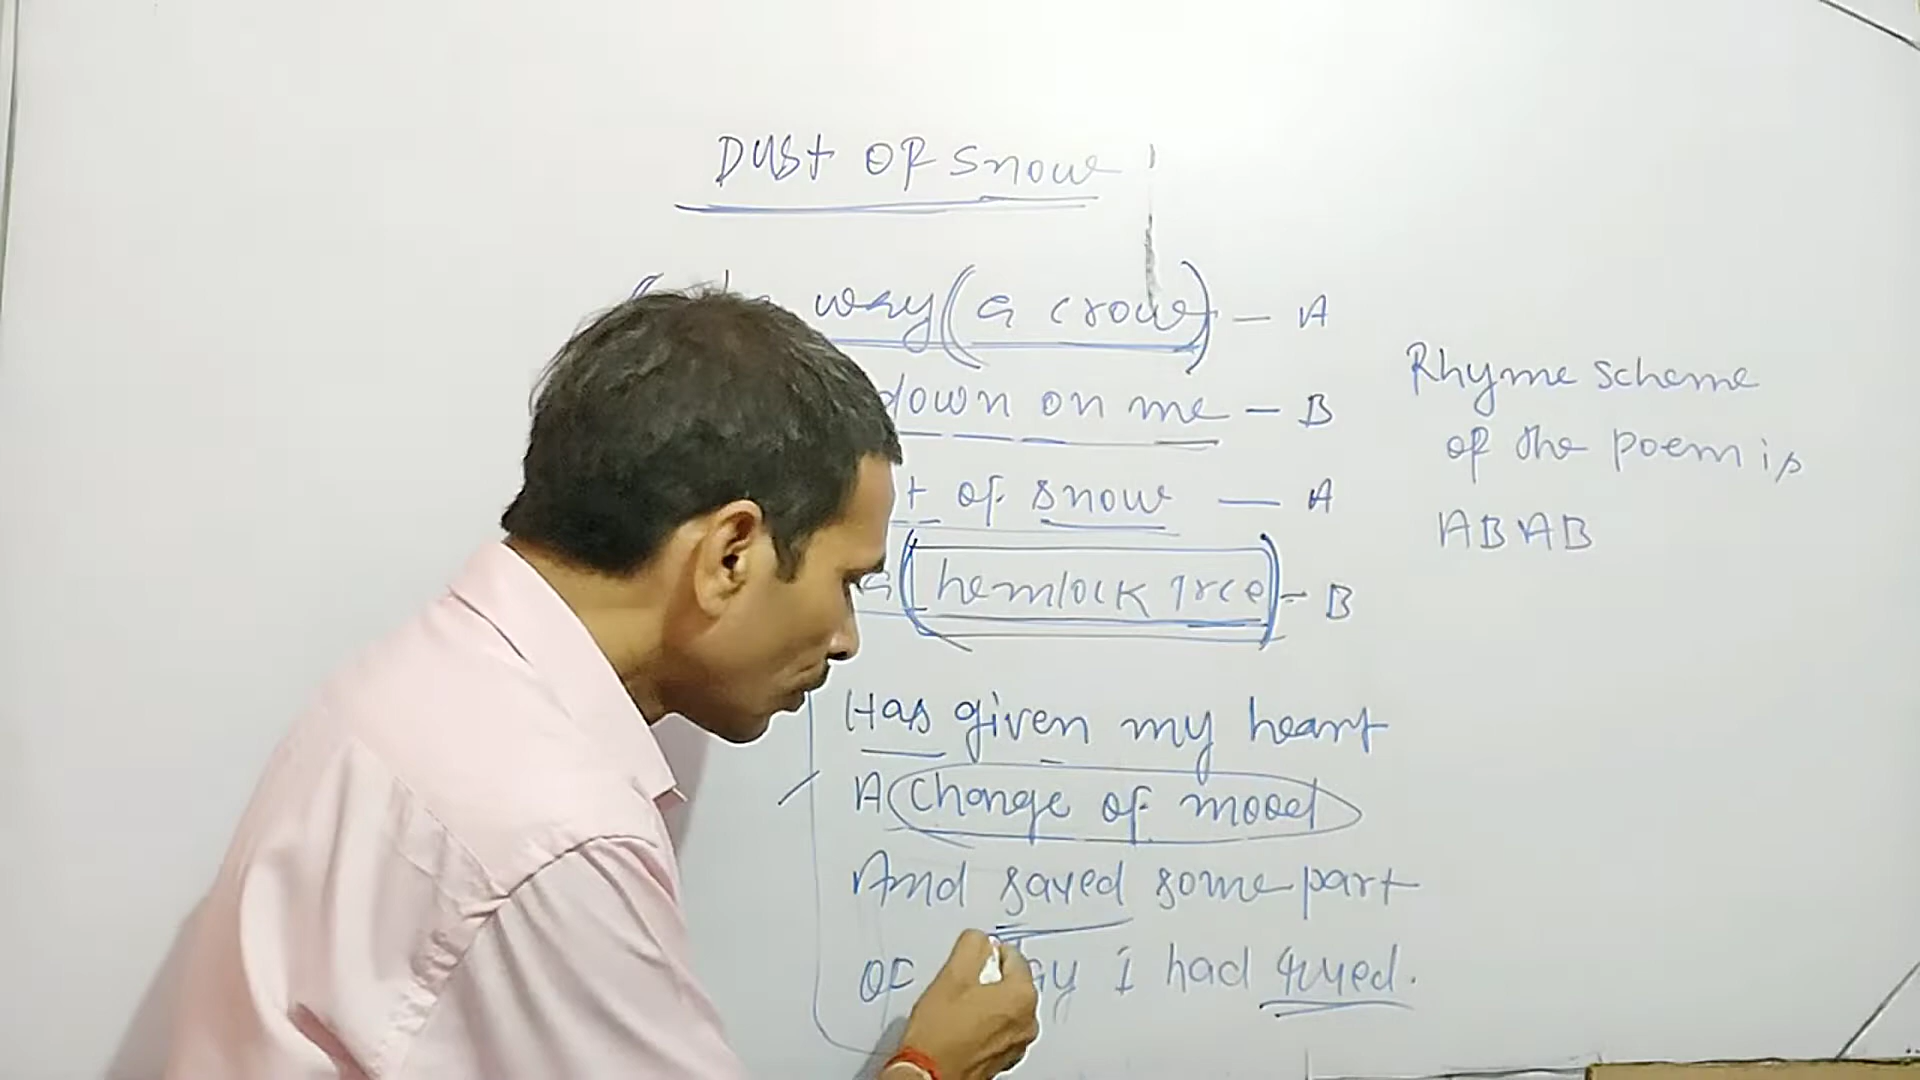 Dust OF Snow
way (a crow) — A
down on me — B
of snow — A
a hemlock tree - B
Has given my heart
A Change of mood
And saved some part
OF I had rued.
Rhyme scheme
of the poem is
ABAB